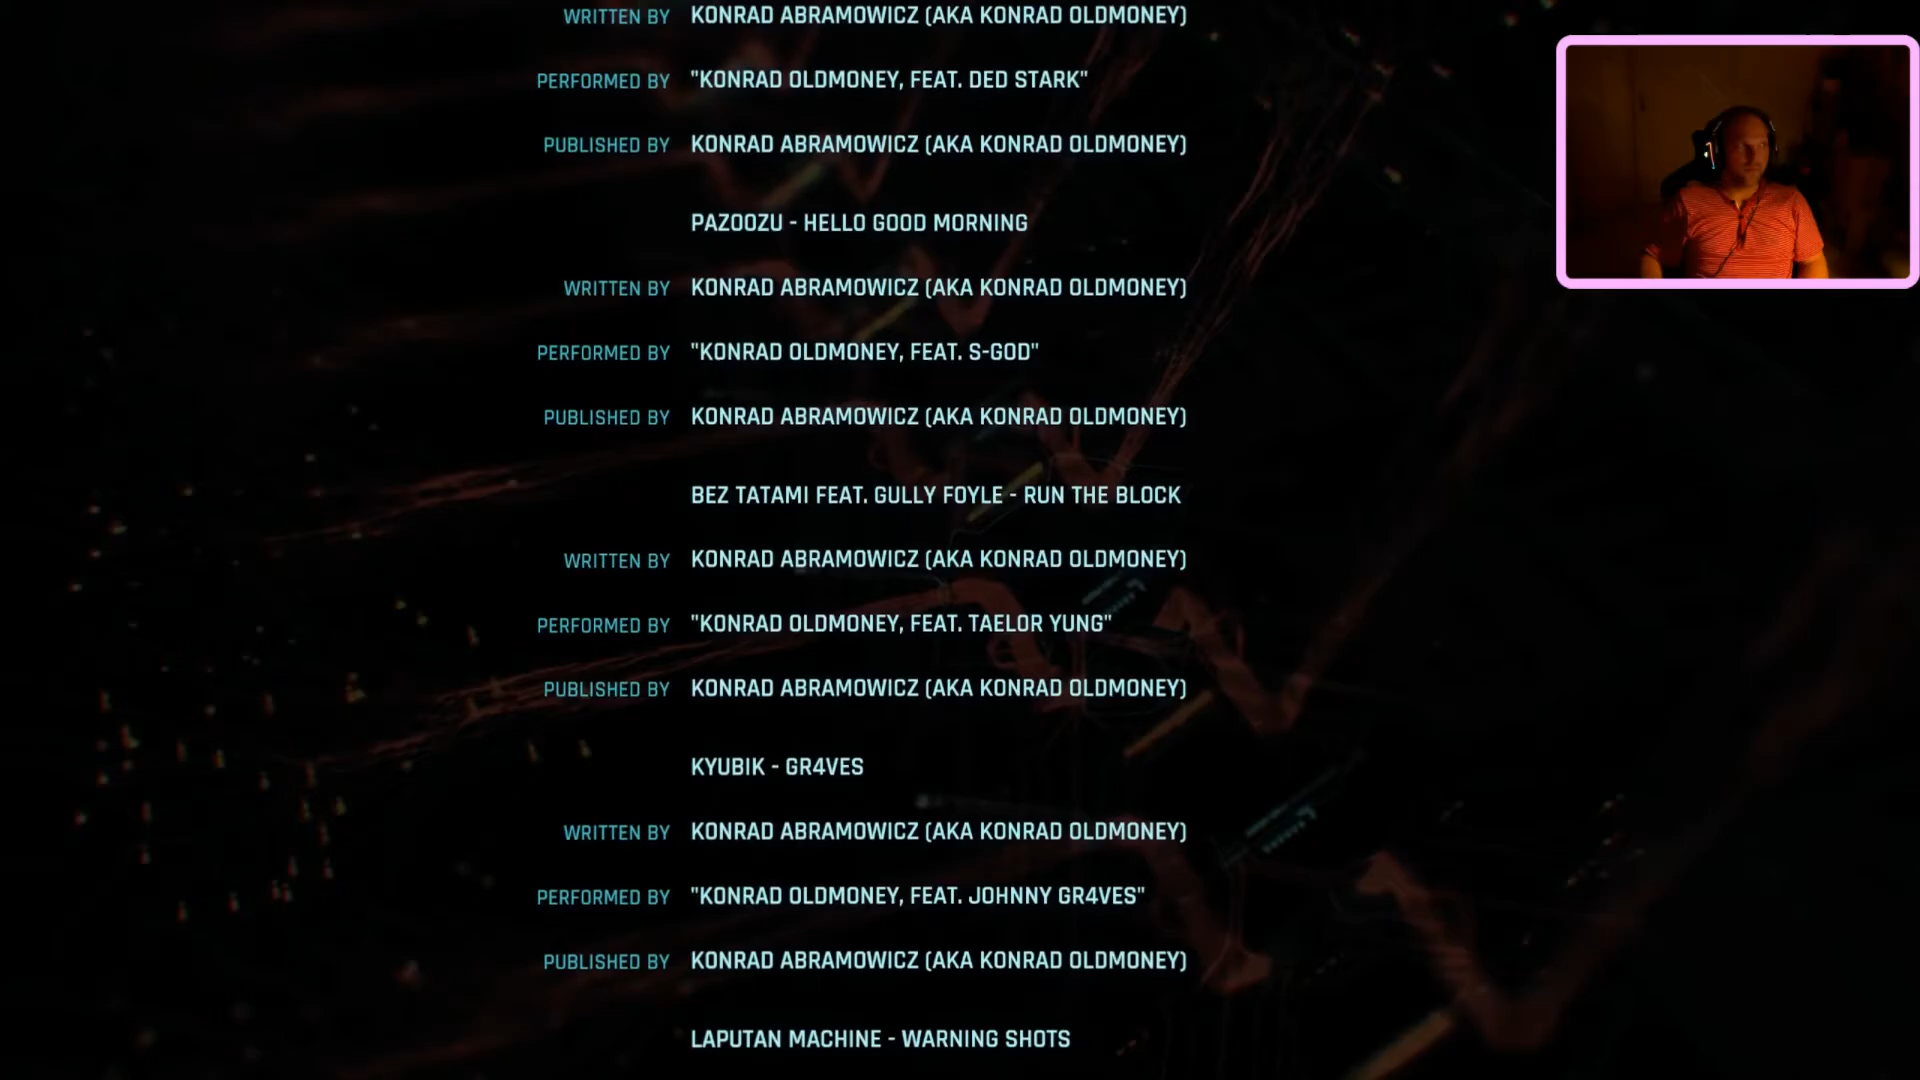 WRITTEN BY KONRAD ABRAMOWICZ (AKA KONRAD OLDMONEY)
PERFORMED BY "KONRAD OLDMONEY, FEAT. DED STARK"
PUBLISHED BY KONRAD ABRAMOWICZ (AKA KONRAD OLDMONEY)
PAZOOZU - HELLO GOOD MORNING
WRITTEN BY KONRAD ABRAMOWICZ (AKA KONRAD OLDMONEY)
PERFORMED BY "KONRAD OLDMONEY, FEAT. S-GOD"
PUBLISHED BY KONRAD ABRAMOWICZ (AKA KONRAD OLDMONEY)
BEZ TATAMI FEAT. GULLY FOYLE - RUN THE BLOCK
WRITTEN BY KONRAD ABRAMOWICZ (AKA KONRAD OLDMONEY)
PERFORMED BY "KONRAD OLDMONEY, FEAT. TAELOR YUNG"
PUBLISHED BY KONRAD ABRAMOWICZ (AKA KONRAD OLDMONEY)
KYUBIK - GR4VES
WRITTEN BY KONRAD ABRAMOWICZ (AKA KONRAD OLDMONEY)
PERFORMED BY "KONRAD OLDMONEY, FEAT. JOHNNY GR4VES"
PUBLISHED BY KONRAD ABRAMOWICZ (AKA KONRAD OLDMONEY)
LAPUTAN MACHINE - WARNING SHOTS